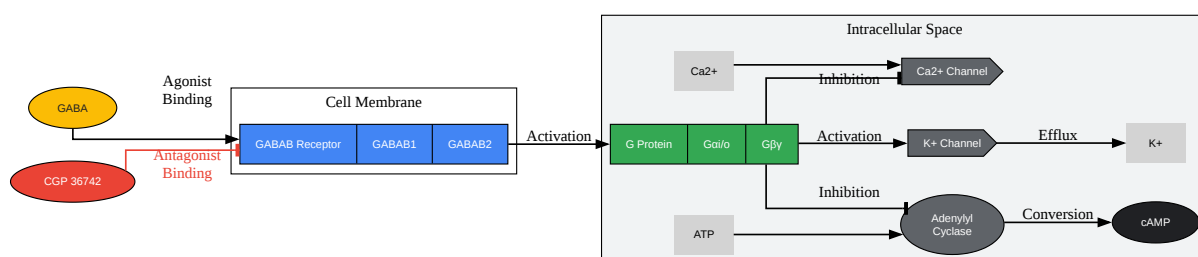 Intracellular Space
Ca2+
Ca2+ Channel
Inhibition
Agonist
Binding
Cell Membrane
GABA
GABAB Receptor
GABAB1
GABAB2
Activation
G Protein
Gαi/o
Gβγ
Activation
K+ Channel
Efflux
K+
Antagonist
Binding
CGP 36742
Inhibition
ATP
Adenylyl
Cyclase
Conversion
cAMP